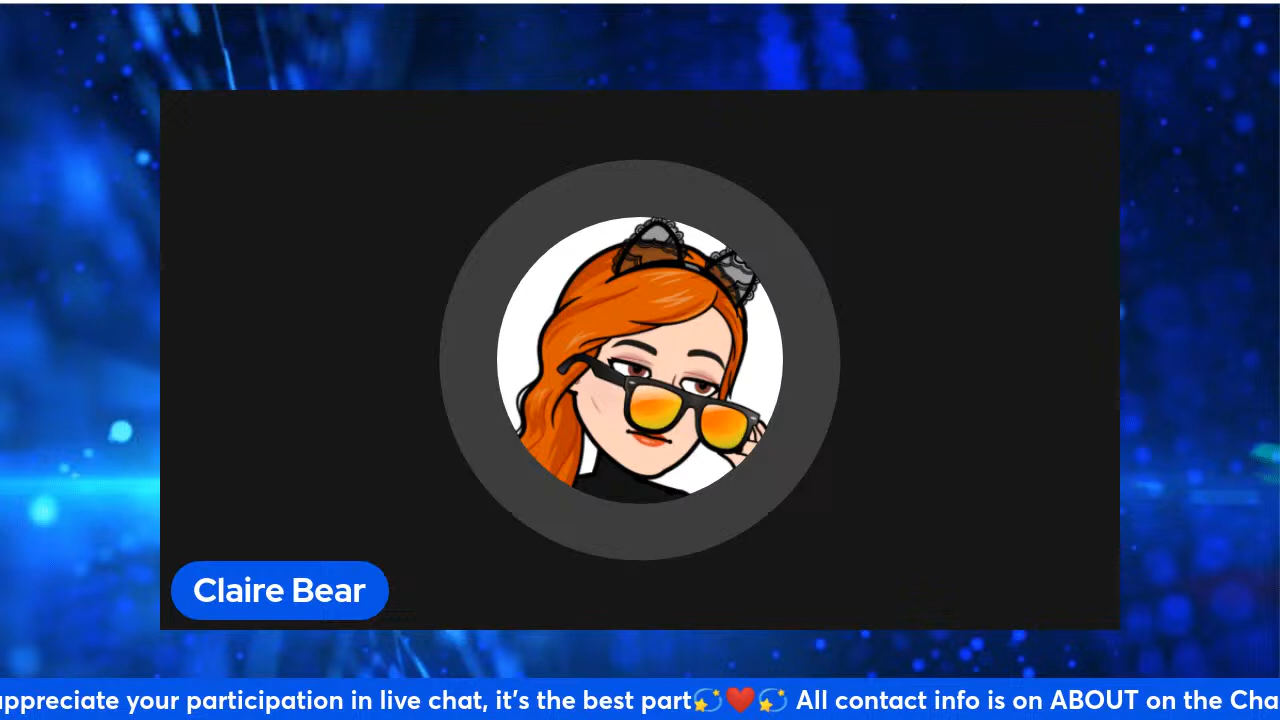 Claire Bear
appreciate your participation in live chat, it's the best part💫❤️💫 All contact info is on ABOUT on the Cha